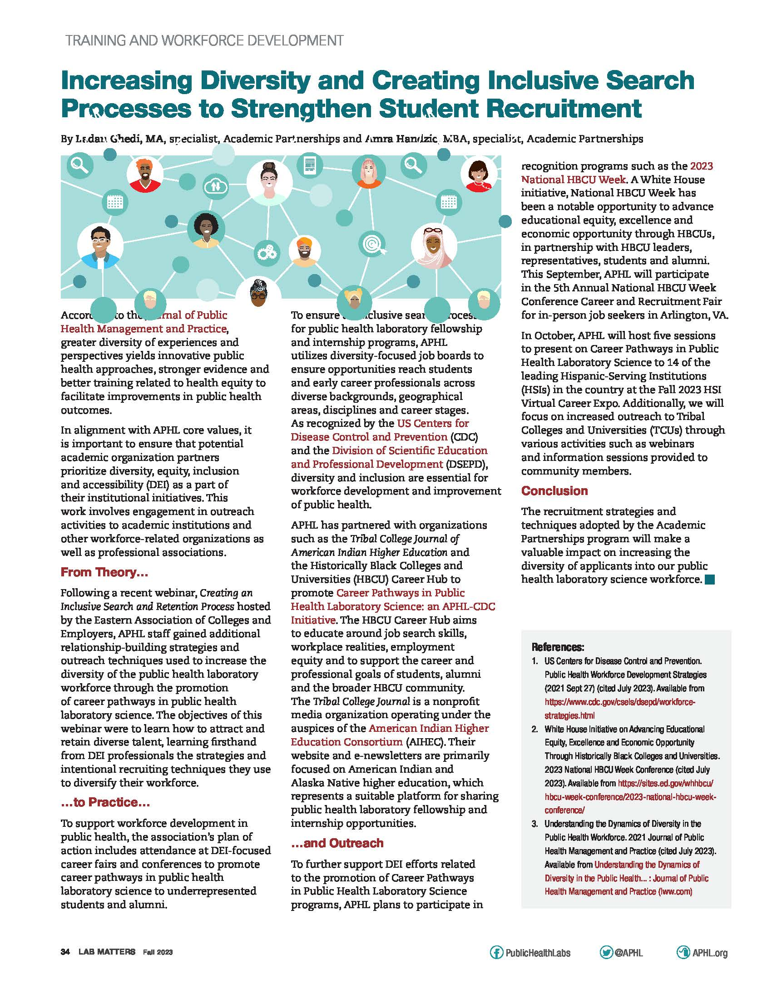 TRAINING AND WORKFORCE DEVELOPMENT
Increasing Diversity and Creating Inclusive Search
Processes to Strengthen Student Recruitment
By Ladan Ghedi, MA, specialist, Academic Partnerships and Amra Handzic, MBA, specialist, Academic Partnerships
According to the Journal of Public
Health Management and Practice,
greater diversity of experiences and
perspectives yields innovative public
health approaches, stronger evidence and
better training related to health equity to
facilitate improvements in public health
outcomes.
In alignment with APHL core values, it
is important to ensure that potential
academic organization partners
prioritize diversity, equity, inclusion
and accessibility (DEI) as a part of
their institutional initiatives. This
work involves engagement in outreach
activities to academic institutions and
other workforce-related organizations as
well as professional associations.
From Theory...
Following a recent webinar, Creating an
Inclusive Search and Retention Process hosted
by the Eastern Association of Colleges and
Employers, APHL staff gained additional
relationship-building strategies and
outreach techniques used to increase the
diversity of the public health laboratory
workforce through the promotion
of career pathways in public health
laboratory science. The objectives of this
webinar were to learn how to attract and
retain diverse talent, learning firsthand
from DEI professionals the strategies and
intentional recruiting techniques they use
to diversify their workforce.
...to Practice...
To support workforce development in
public health, the association's plan of
action includes attendance at DEI-focused
career fairs and conferences to promote
career pathways in public health
laboratory science to underrepresented
students and alumni.
To ensure inclusive search process
for public health laboratory fellowship
and internship programs, APHL
utilizes diversity-focused job boards to
ensure opportunities reach students
and early career professionals across
diverse backgrounds, geographical
areas, disciplines and career stages.
As recognized by the US Centers for
Disease Control and Prevention (CDC)
and the Division of Scientific Education
and Professional Development (DSEPD),
diversity and inclusion are essential for
workforce development and improvement
of public health.
APHL has partnered with organizations
such as the Tribal College Journal of
American Indian Higher Education and
the Historically Black Colleges and
Universities (HBCU) Career Hub to
promote Career Pathways in Public
Health Laboratory Science: an APHL-CDC
Initiative. The HBCU Career Hub aims
to educate around job search skills,
workplace realities, employment
equity and to support the career and
professional goals of students, alumni
and the broader HBCU community.
The Tribal College Journal is a nonprofit
media organization operating under the
auspices of the American Indian Higher
Education Consortium (AIHEC). Their
website and e-newsletters are primarily
focused on American Indian and
Alaska Native higher education, which
represents a suitable platform for sharing
public health laboratory fellowship and
internship opportunities.
...and Outreach
To further support DEI efforts related
to the promotion of Career Pathways
in Public Health Laboratory Science
programs, APHL plans to participate in
recognition programs such as the 2023
National HBCU Week. A White House
initiative, National HBCU Week has
been a notable opportunity to advance
educational equity, excellence and
economic opportunity through HBCUs,
in partnership with HBCU leaders,
representatives, students and alumni.
This September, APHL will participate
in the 5th Annual National HBCU Week
Conference Career and Recruitment Fair
for in-person job seekers in Arlington, VA.
In October, APHL will host five sessions
to present on Career Pathways in Public
Health Laboratory Science to 14 of the
leading Hispanic-Serving Institutions
(HSIs) in the country at the Fall 2023 HSI
Virtual Career Expo. Additionally, we will
focus on increased outreach to Tribal
Colleges and Universities (TCUs) through
various activities such as webinars
and information sessions provided to
community members.
Conclusion
The recruitment strategies and
techniques adopted by the Academic
Partnerships program will make a
valuable impact on increasing the
diversity of applicants into our public
health laboratory science workforce.
References:
1. US Centers for Disease Control and Prevention.
Public Health Workforce Development Strategies
(2021 Sept 27) (cited July 2023). Available from
https://www.cdc.gov/csels/dsepd/workforce-
strategies.html
2. White House Initiative on Advancing Educational
Equity, Excellence and Economic Opportunity
Through Historically Black Colleges and Universities.
2023 National HBCU Week Conference (cited July
2023). Available from https://sites.ed.gov/whhbcu/
hbcu-week-conference/2023-national-hbcu-week-
conference/
3. Understanding the Dynamics of Diversity in the
Public Health Workforce. 2021 Journal of Public
Health Management and Practice (cited July 2023).
Available from Understanding the Dynamics of
Diversity in the Public Health... : Journal of Public
Health Management and Practice (lww.com)
34 LAB MATTERS Fall 2023
PublicHealthLabs
@APHL
APHL.org